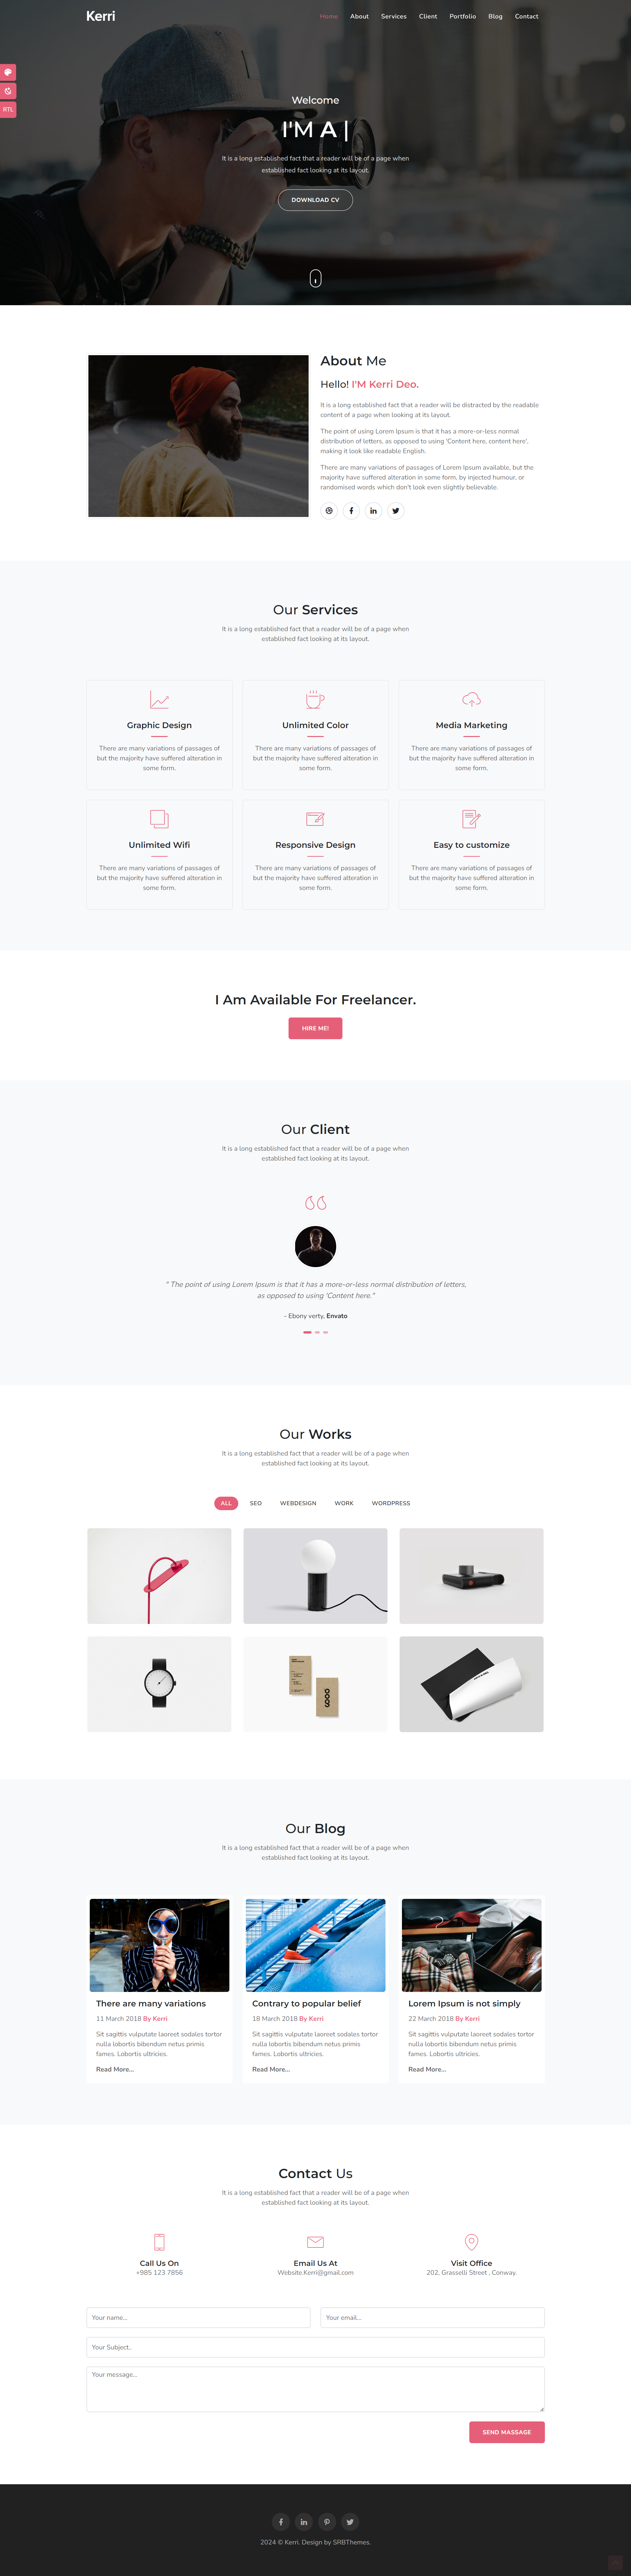 Kerri
Home About Services Client Portfolio Blog Contact
RTL
Welcome
I'M A |
It is a long established fact that a reader will be of a page when
established fact looking at its layout.
DOWNLOAD CV
About Me
Hello! I'M Kerri Deo.
It is a long established fact that a reader will be distracted by the readable
content of a page when looking at its layout.
The point of using Lorem Ipsum is that it has a more-or-less normal
distribution of letters, as opposed to using 'Content here, content here',
making it look like readable English.
There are many variations of passages of Lorem Ipsum available, but the
majority have suffered alteration in some form, by injected humour, or
randomised words which don't look even slightly believable.
Our Services
It is a long established fact that a reader will be of a page when
established fact looking at its layout.
Graphic Design
There are many variations of passages of
but the majority have suffered alteration in
some form.
Unlimited Color
There are many variations of passages of
but the majority have suffered alteration in
some form.
Media Marketing
There are many variations of passages of
but the majority have suffered alteration in
some form.
Unlimited Wifi
There are many variations of passages of
but the majority have suffered alteration in
some form.
Responsive Design
There are many variations of passages of
but the majority have suffered alteration in
some form.
Easy to customize
There are many variations of passages of
but the majority have suffered alteration in
some form.
I Am Available For Freelancer.
HIRE ME!
Our Client
It is a long established fact that a reader will be of a page when
established fact looking at its layout.
" The point of using Lorem Ipsum is that it has a more-or-less normal distribution of letters,
as opposed to using 'Content here."
- Ebony verty, Envato
Our Works
It is a long established fact that a reader will be of a page when
established fact looking at its layout.
ALL SEO WEBDESIGN WORK WORDPRESS
Our Blog
It is a long established fact that a reader will be of a page when
established fact looking at its layout.
There are many variations
11 March 2018 By Kerri
Sit sagittis vulputate laoreet sodales tortor
nulla lobortis bibendum netus primis
fames. Lobortis ultricies.
Read More...
Contrary to popular belief
18 March 2018 By Kerri
Sit sagittis vulputate laoreet sodales tortor
nulla lobortis bibendum netus primis
fames. Lobortis ultricies.
Read More...
Lorem Ipsum is not simply
22 March 2018 By Kerri
Sit sagittis vulputate laoreet sodales tortor
nulla lobortis bibendum netus primis
fames. Lobortis ultricies.
Read More...
Contact Us
It is a long established fact that a reader will be of a page when
established fact looking at its layout.
Call Us On
+985 123 7856
Email Us At
Website.Kerri@gmail.com
Visit Office
202, Grasselli Street , Conway.
Your name...
Your email...
Your Subject..
Your message...
SEND MASSAGE
2024 © Kerri. Design by SRBThemes.